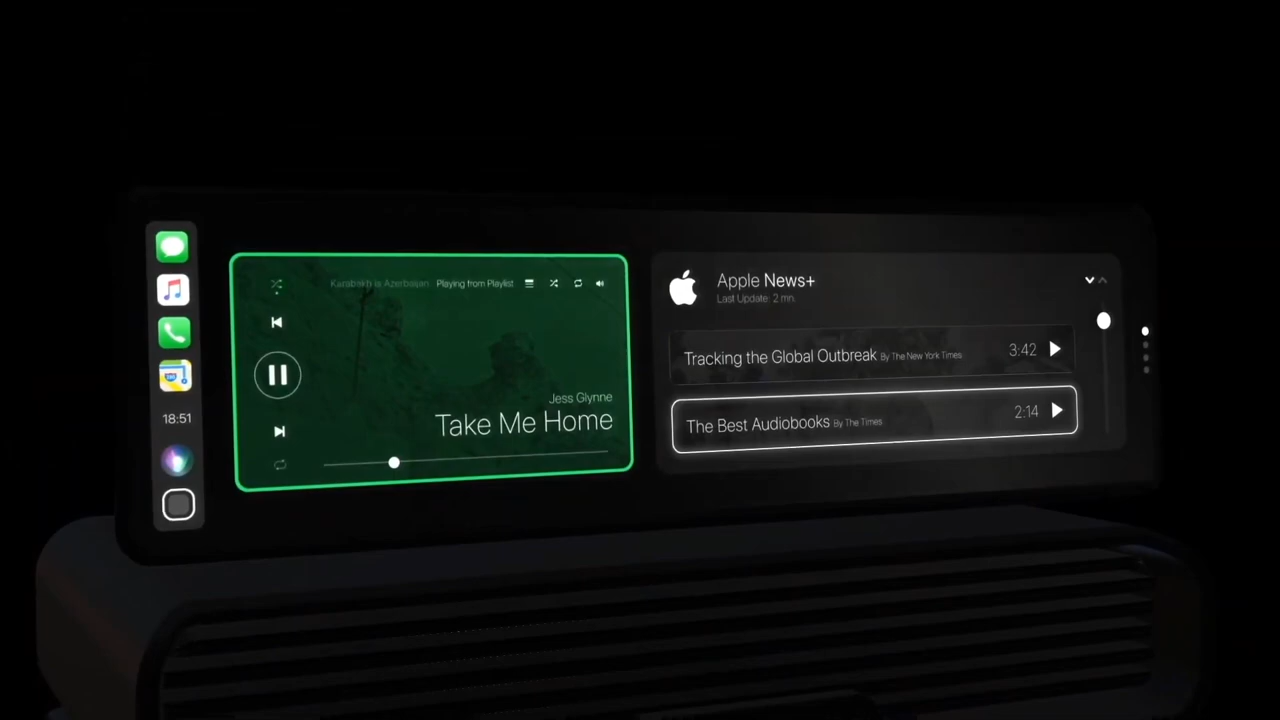 18:51
Karabakh is Azerbaijan Playing from Playlist
Jess Glynne
Take Me Home
Apple News+
Last Update: 2 mn.
Tracking the Global Outbreak By The New York Times 3:42
The Best Audiobooks By The Times 2:14